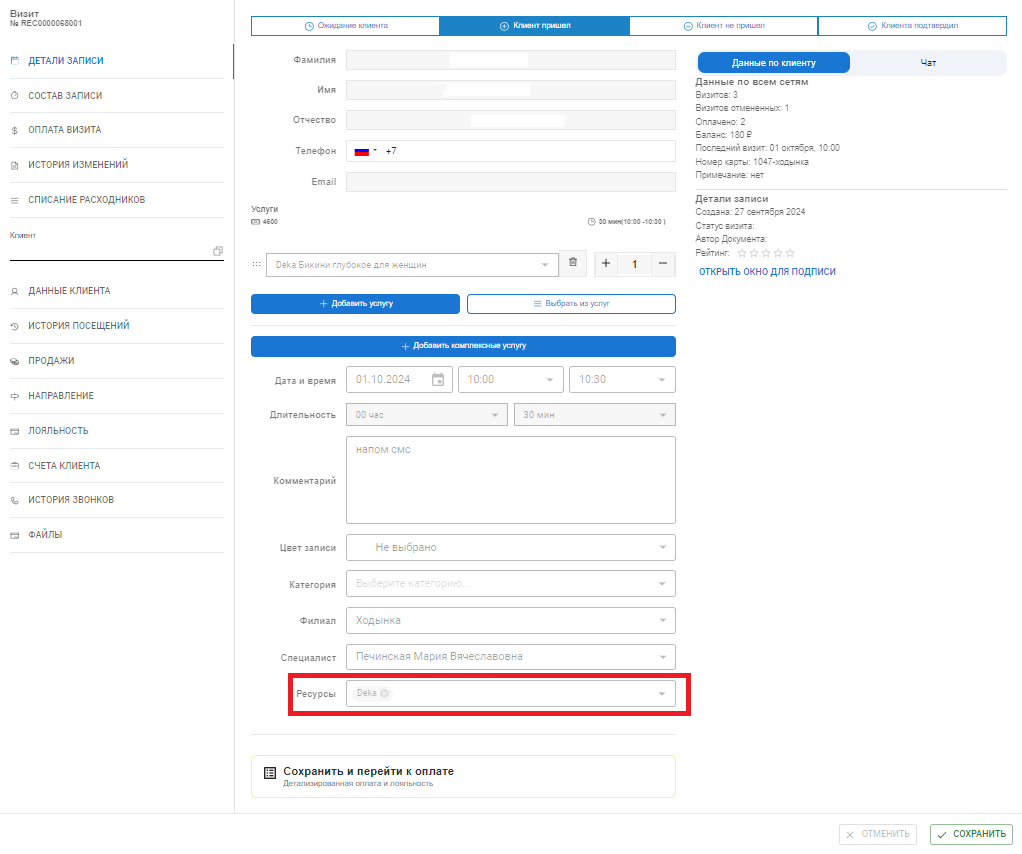 Визит
№ REC0000068001
ДЕТАЛИ ЗАПИСИ
СОСТАВ ЗАПИСИ
ОПЛАТА ВИЗИТА
ИСТОРИЯ ИЗМЕНЕНИЙ
СПИСАНИЕ РАСХОДНИКОВ
Клиент
ДАННЫЕ КЛИЕНТА
ИСТОРИЯ ПОСЕЩЕНИЙ
ПРОДАЖИ
НАПРАВЛЕНИЕ
ЛОЯЛЬНОСТЬ
СЧЕТА КЛИЕНТА
ИСТОРИЯ ЗВОНКОВ
ФАЙЛЫ
Ожидание клиента
Клиент пришел
Клиент не пришел
Клиента подтвердил
Фамилия
Имя
Отчество
Телефон +7
Email
Услуги
4500
30 мин(10:00 -10:30 )
Deka Бикини глубокое для женщин
1
Добавить услугу
Выбрать из услуг
Добавить комплексные услугу
Дата и время 01.10.2024 10:00 10:30
Длительность 00 час 30 мин
Комментарий напом смс
Цвет записи Не выбрано
Категория Выберите категорию...
Филиал Ходынка
Специалист Печинская Мария Вячеславовна
Ресурсы Deka
Сохранить и перейти к оплате
Детализированная оплата и лояльность
Данные по клиенту
Чат
Данные по всем сетям
Визитов: 3
Визитов отмененных: 1
Оплачено: 2
Баланс: 180 ₽
Последний визит: 01 октября, 10:00
Номер карты: 1047-ходынка
Примечание: нет
Детали записи
Создана: 27 сентября 2024
Статус визита:
Автор Документа:
Рейтинг:
ОТКРЫТЬ ОКНО ДЛЯ ПОДПИСИ
ОТМЕНИТЬ
СОХРАНИТЬ